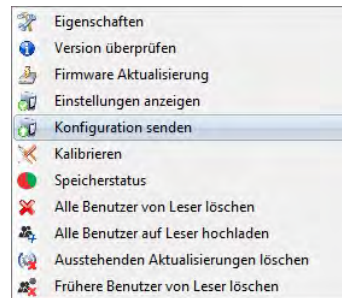 Eigenschaften
Version überprüfen
Firmware Aktualisierung
Einstellungen anzeigen
Konfiguration senden
Kalibrieren
Speicherstatus
Alle Benutzer von Leser löschen
Alle Benutzer auf Leser hochladen
Ausstehenden Aktualisierungen löschen
Frühere Benutzer von Leser löschen